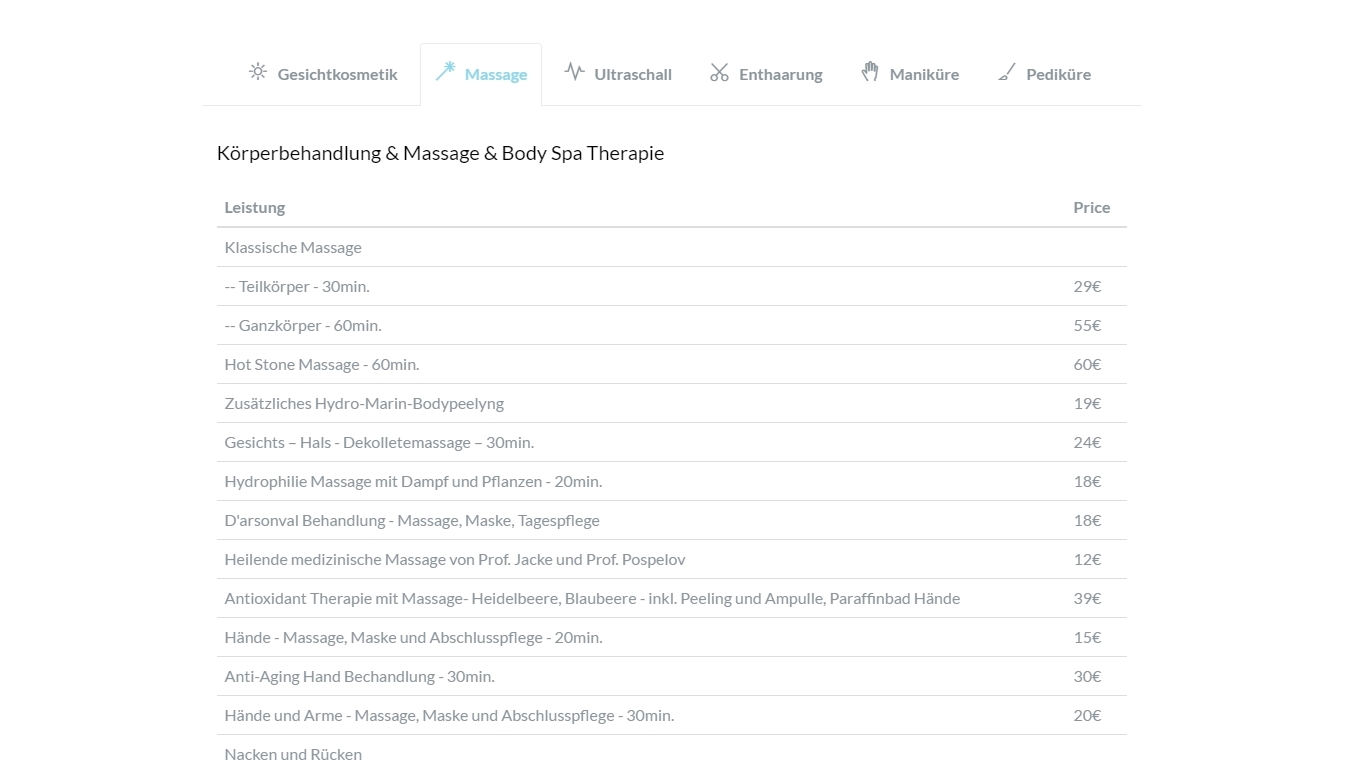 Gesichtkosmetik Massage Ultraschall Enthaarung Maniküre Pediküre
Körperbehandlung & Massage & Body Spa Therapie
Leistung Price
Klassische Massage
-- Teilkörper - 30min. 29€
-- Ganzkörper - 60min. 55€
Hot Stone Massage - 60min. 60€
Zusätzliches Hydro-Marin-Bodypeelyng 19€
Gesichts – Hals - Dekolletemassage – 30min. 24€
Hydrophilie Massage mit Dampf und Pflanzen - 20min. 18€
D'arsonval Behandlung - Massage, Maske, Tagespflege 18€
Heilende medizinische Massage von Prof. Jacke und Prof. Pospelov 12€
Antioxidant Therapie mit Massage- Heidelbeere, Blaubeere - inkl. Peeling und Ampulle, Paraffinbad Hände 39€
Hände - Massage, Maske und Abschlusspflege - 20min. 15€
Anti-Aging Hand Bechandlung - 30min. 30€
Hände und Arme - Massage, Maske und Abschlusspflege - 30min. 20€
Nacken und Rücken